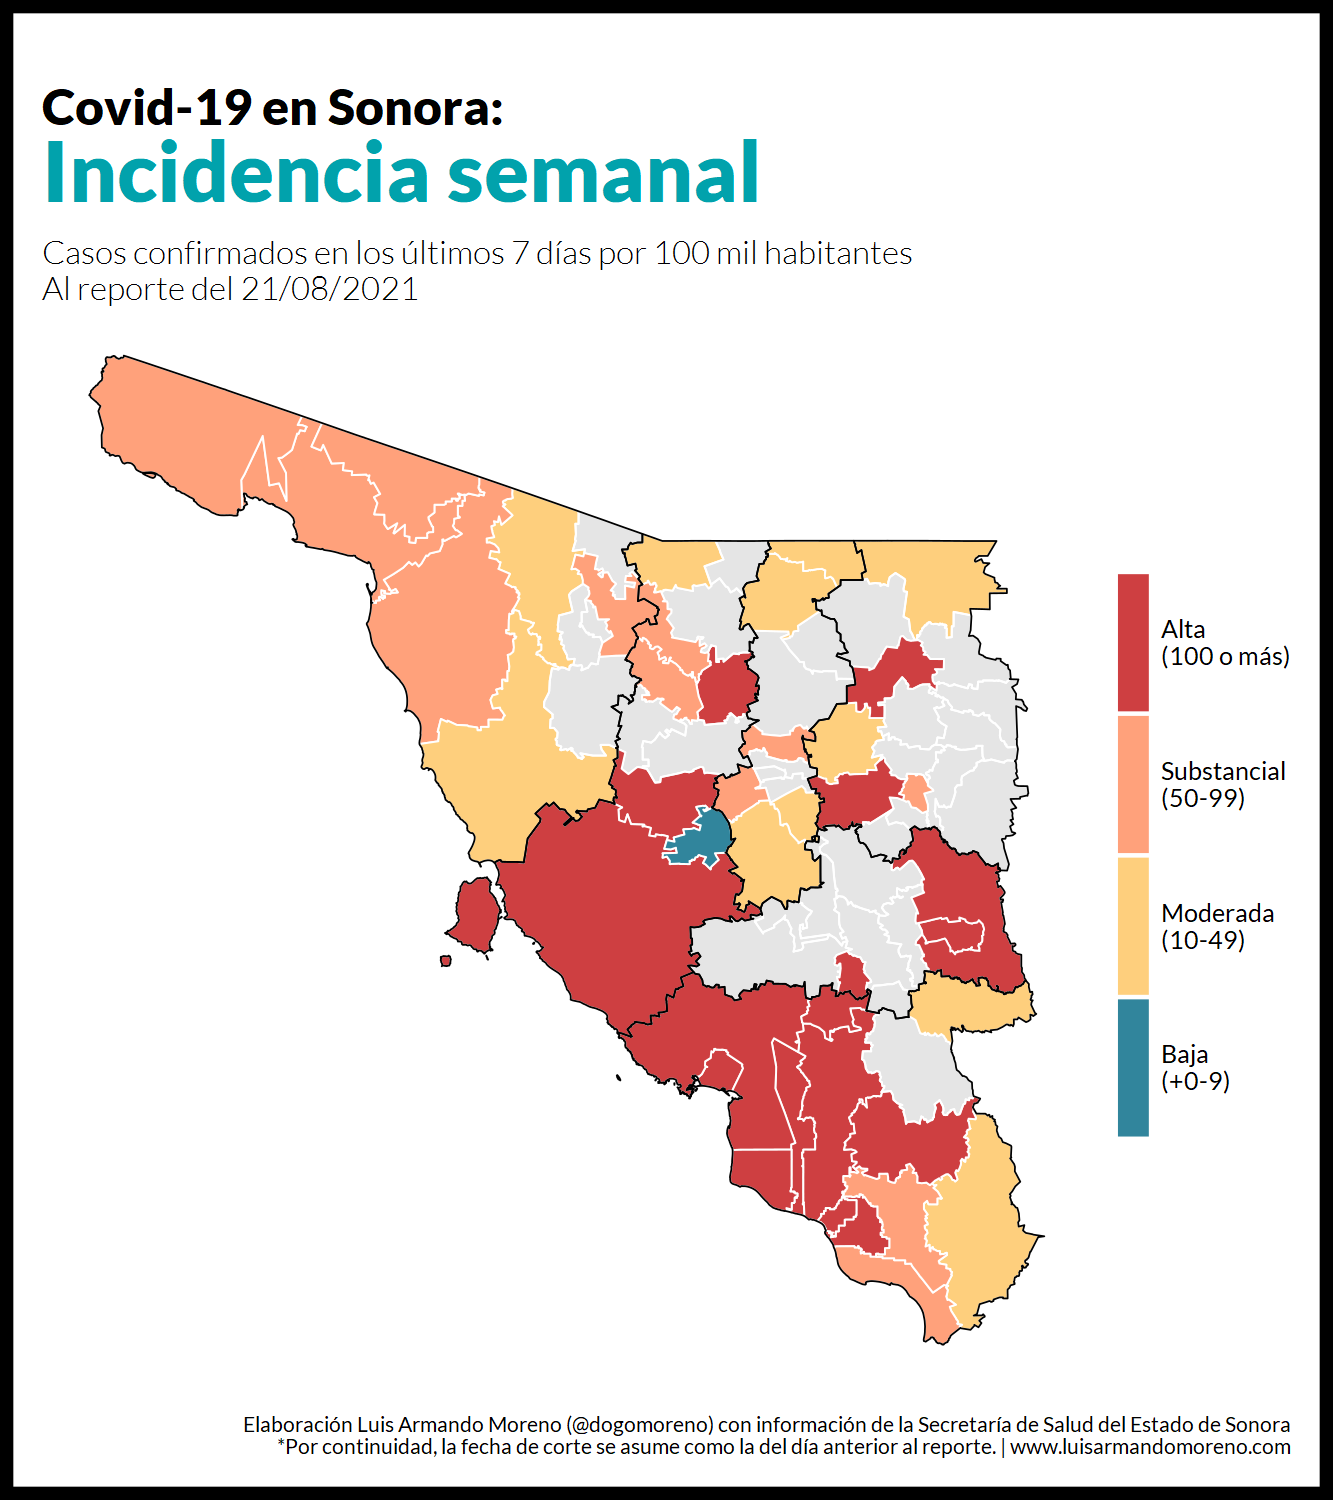 Covid-19 en Sonora:
Incidencia semanal
Casos confirmados en los últimos 7 días por 100 mil habitantes
Al reporte del 21/08/2021
Alta
(100 o más)
Substancial
(50-99)
Moderada
(10-49)
Baja
(+0-9)
Elaboración Luis Armando Moreno (@dogomoreno) con información de la Secretaría de Salud del Estado de Sonora
*Por continuidad, la fecha de corte se asume como la del día anterior al reporte. | www.luisarmandomoreno.com